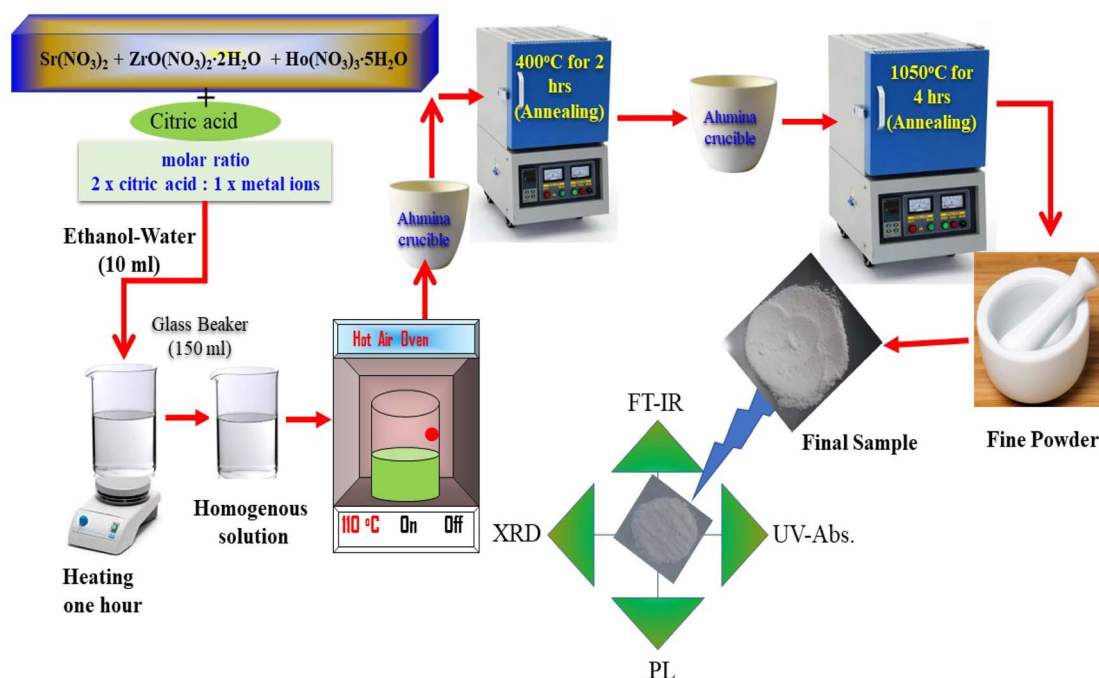 Sr(NO₃)₂ + ZrO(NO₃)₂·2H₂O + Ho(NO₃)₃·5H₂O
+
Citric acid
molar ratio
2 x citric acid : 1 x metal ions
Ethanol-Water
(10 ml)
Glass Beaker
(150 ml)
Heating
one hour
Homogenous
solution
Hot Air Oven
110 ºC On Off
Alumina
crucible
400ºC for 2
hrs
(Annealing)
Alumina
crucible
1050ºC for
4 hrs
(Annealing)
Fine Powder
Final Sample
FT-IR
XRD
UV-Abs.
PL